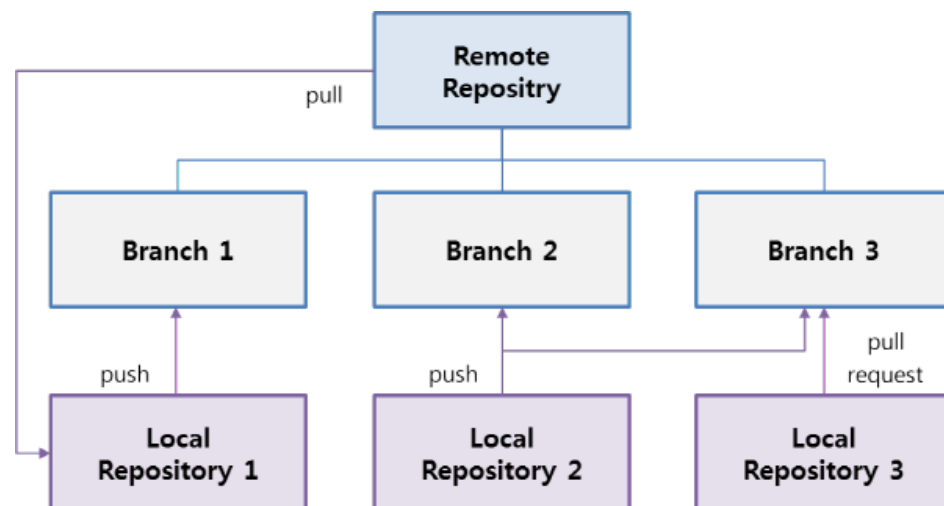 Remote
Repositry
pull
Branch 1
Branch 2
Branch 3
push
push
pull
request
Local
Repository 1
Local
Repository 2
Local
Repository 3